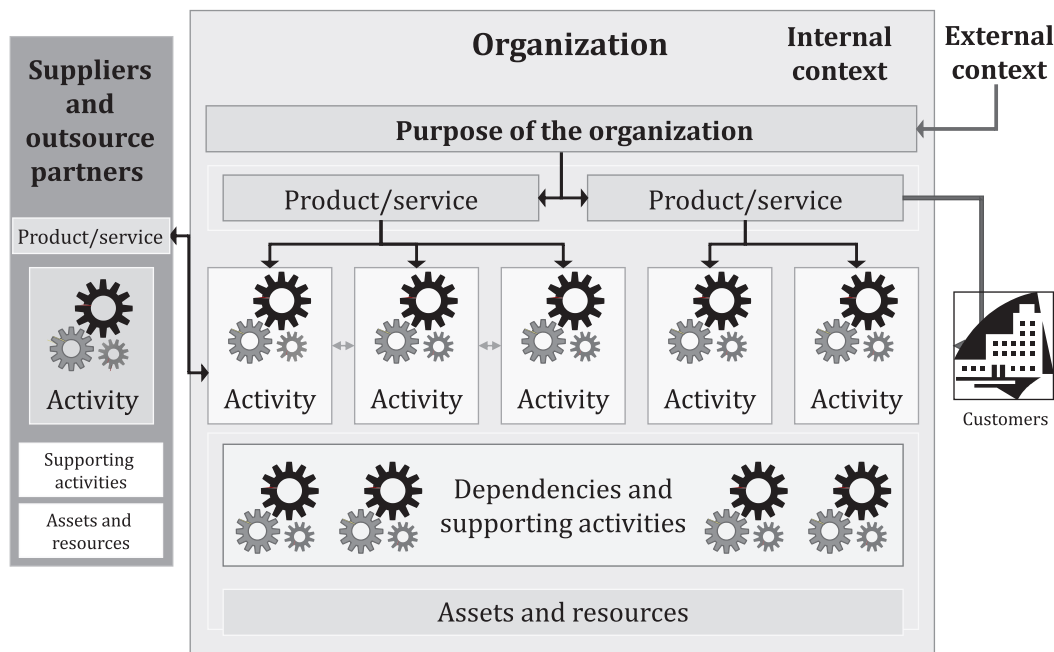 Organization
Internal
context
External
context
Suppliers
and
outsource
partners
Purpose of the organization
Product/service
Product/service
Product/service
Activity
Activity
Activity
Activity
Activity
Activity
Customers
Supporting
activities
Assets and
resources
Dependencies and
supporting activities
Assets and resources